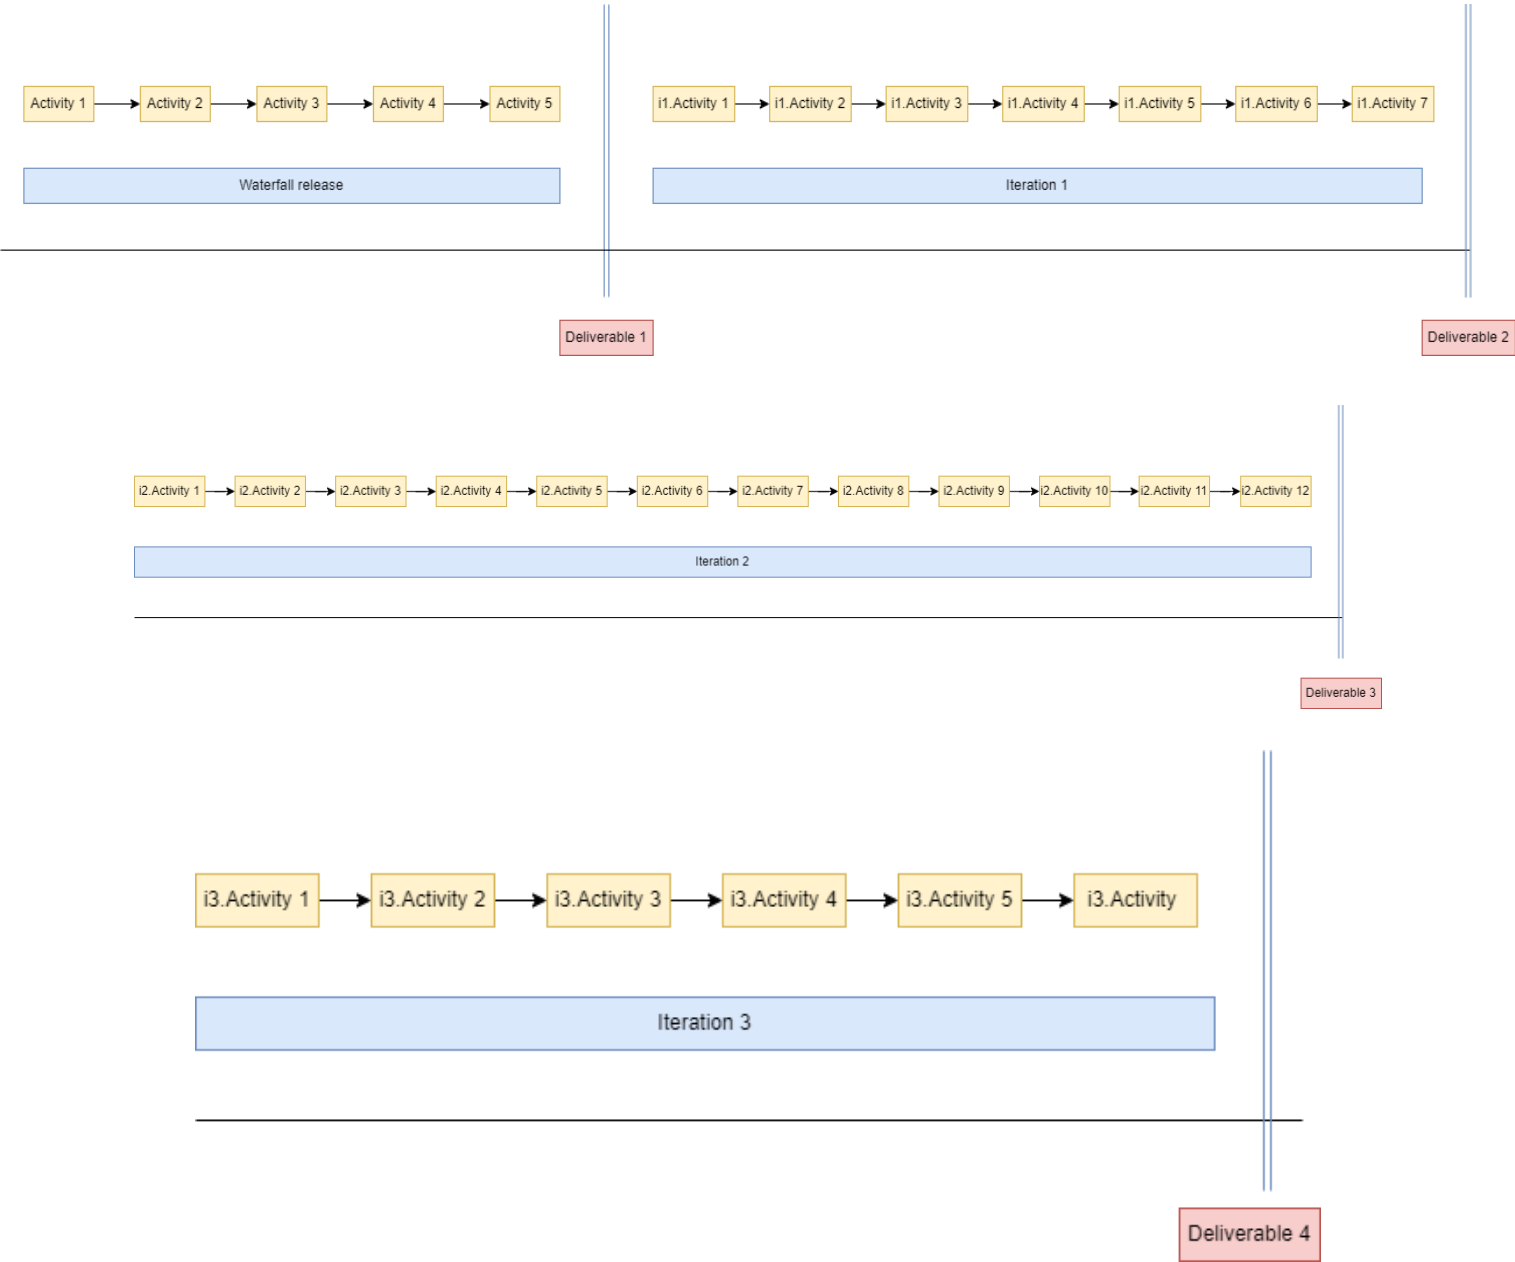 Activity 1
Activity 2
Activity 3
Activity 4
Activity 5
i1.Activity 1
i1.Activity 2
i1.Activity 3
i1.Activity 4
i1.Activity 5
i1.Activity 6
i1.Activity 7
Waterfall release
Iteration 1
Deliverable 1
Deliverable 2
i2.Activity 1
i2.Activity 2
i2.Activity 3
i2.Activity 4
i2.Activity 5
i2.Activity 6
i2.Activity 7
i2.Activity 8
i2.Activity 9
i2.Activity 10
i2.Activity 11
i2.Activity 12
Iteration 2
Deliverable 3
i3.Activity 1
i3.Activity 2
i3.Activity 3
i3.Activity 4
i3.Activity 5
i3.Activity
Iteration 3
Deliverable 4